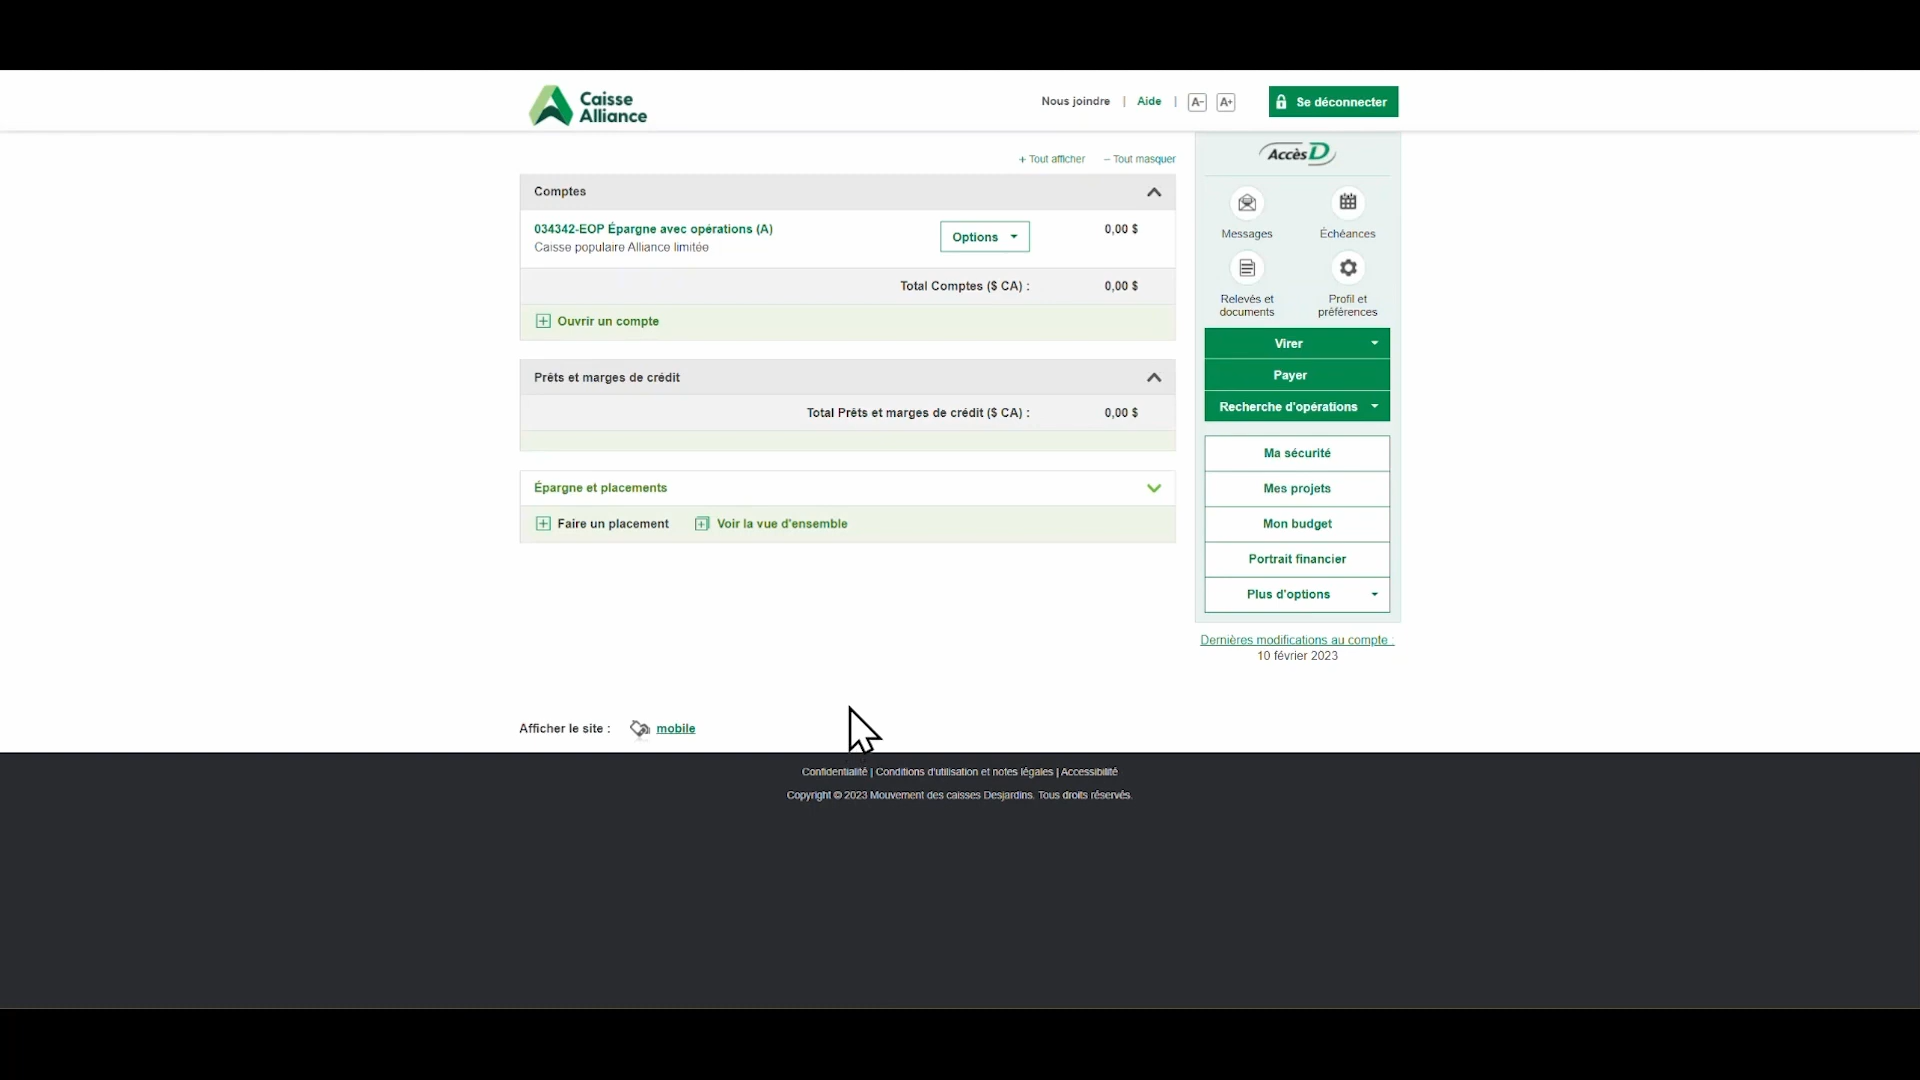 Caisse
Alliance
Nous joindre | Aide | A- A+ Se déconnecter
+ Tout afficher – Tout masquer
Comptes
034342-EOP Épargne avec opérations (A)
Caisse populaire Alliance limitée
Options
0,00 $
Total Comptes ($ CA) : 0,00 $
Ouvrir un compte
Prêts et marges de crédit
Total Prêts et marges de crédit ($ CA) : 0,00 $
Épargne et placements
Faire un placement Voir la vue d'ensemble
AccèsD
Messages
Échéances
Relevés et
documents
Profil et
préférences
Virer
Payer
Recherche d'opérations
Ma sécurité
Mes projets
Mon budget
Portrait financier
Plus d'options
Dernières modifications au compte :
10 février 2023
Afficher le site : mobile
Confidentialité | Conditions d'utilisation et notes légales | Accessibilité
Copyright © 2023 Mouvement des caisses Desjardins. Tous droits réservés.